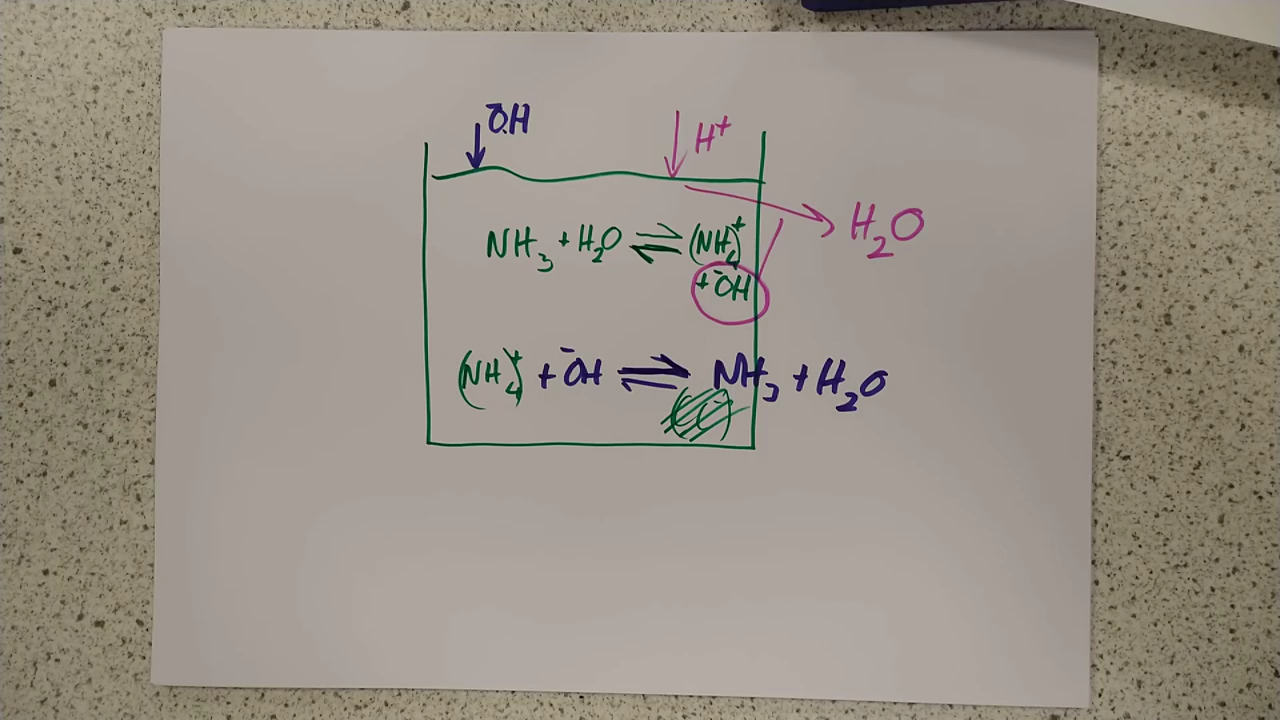 ⁻OH
H⁺
H₂O
NH₃ + H₂O ⇌ (NH₄)⁺
+ ⁻OH
(NH₄)⁺ + ⁻OH ⇌ NH₃ + H₂O